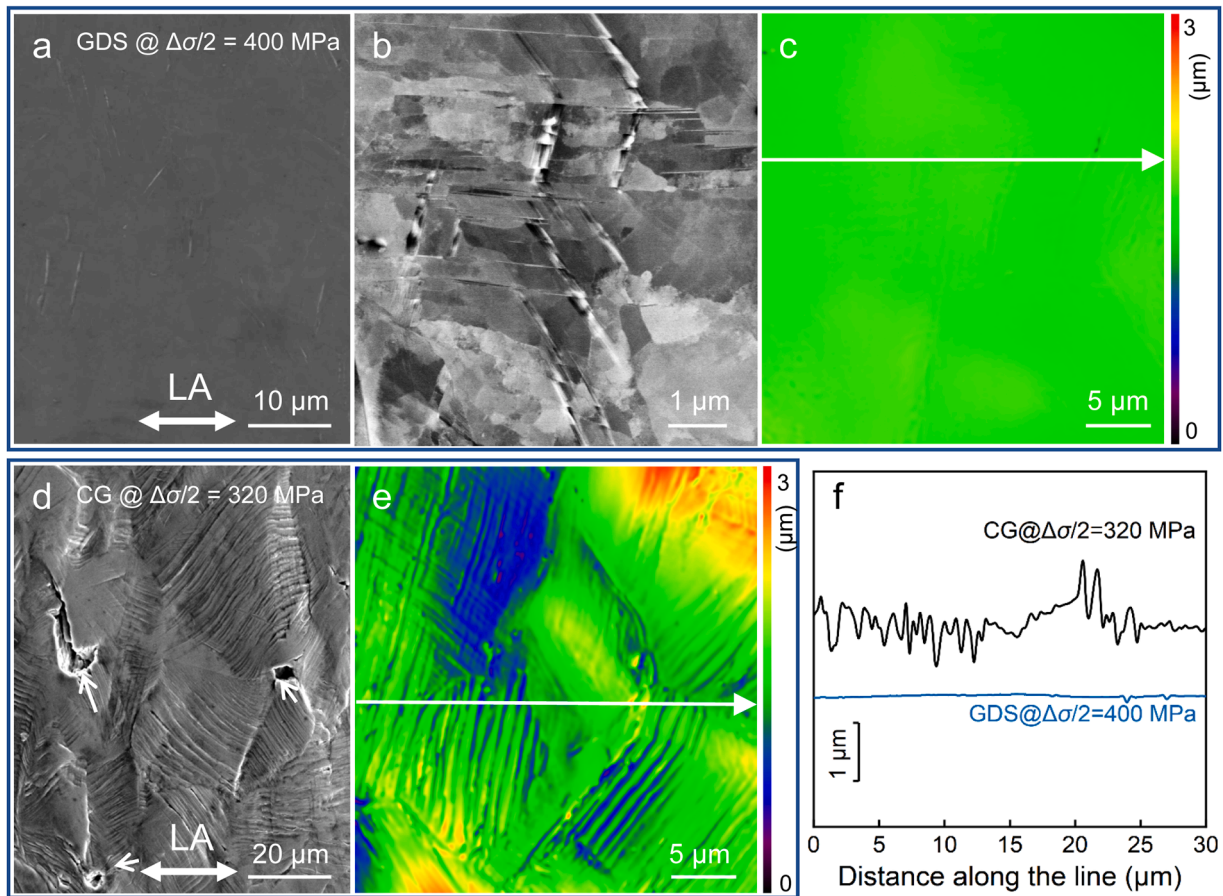 a
GDS @ Δσ/2 = 400 MPa
LA
10 μm
b
1 μm
c
5 μm
3
(μm)
0
d
CG @ Δσ/2 = 320 MPa
LA
20 μm
e
5 μm
3
(μm)
0
f
CG@Δσ/2=320 MPa
GDS@Δσ/2=400 MPa
1 μm
0 5 10 15 20 25 30
Distance along the line (μm)